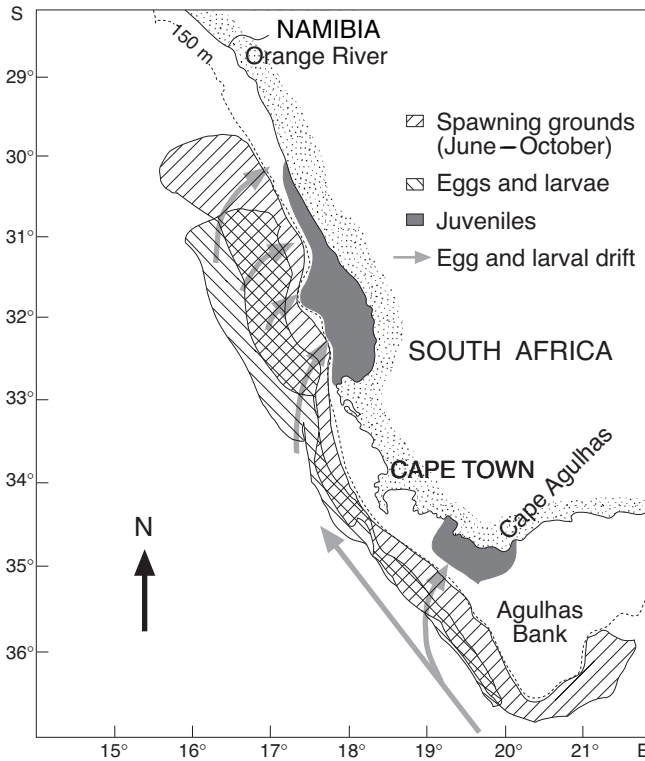 S
NAMIBIA
Orange River
150 m
29°
30°
31°
32°
33°
34°
35°
36°
Spawning grounds
(June – October)
Eggs and larvae
Juveniles
Egg and larval drift
SOUTH AFRICA
CAPE TOWN
Cape Agulhas
N
Agulhas
Bank
15°
16°
17°
18°
19°
20°
21°
E